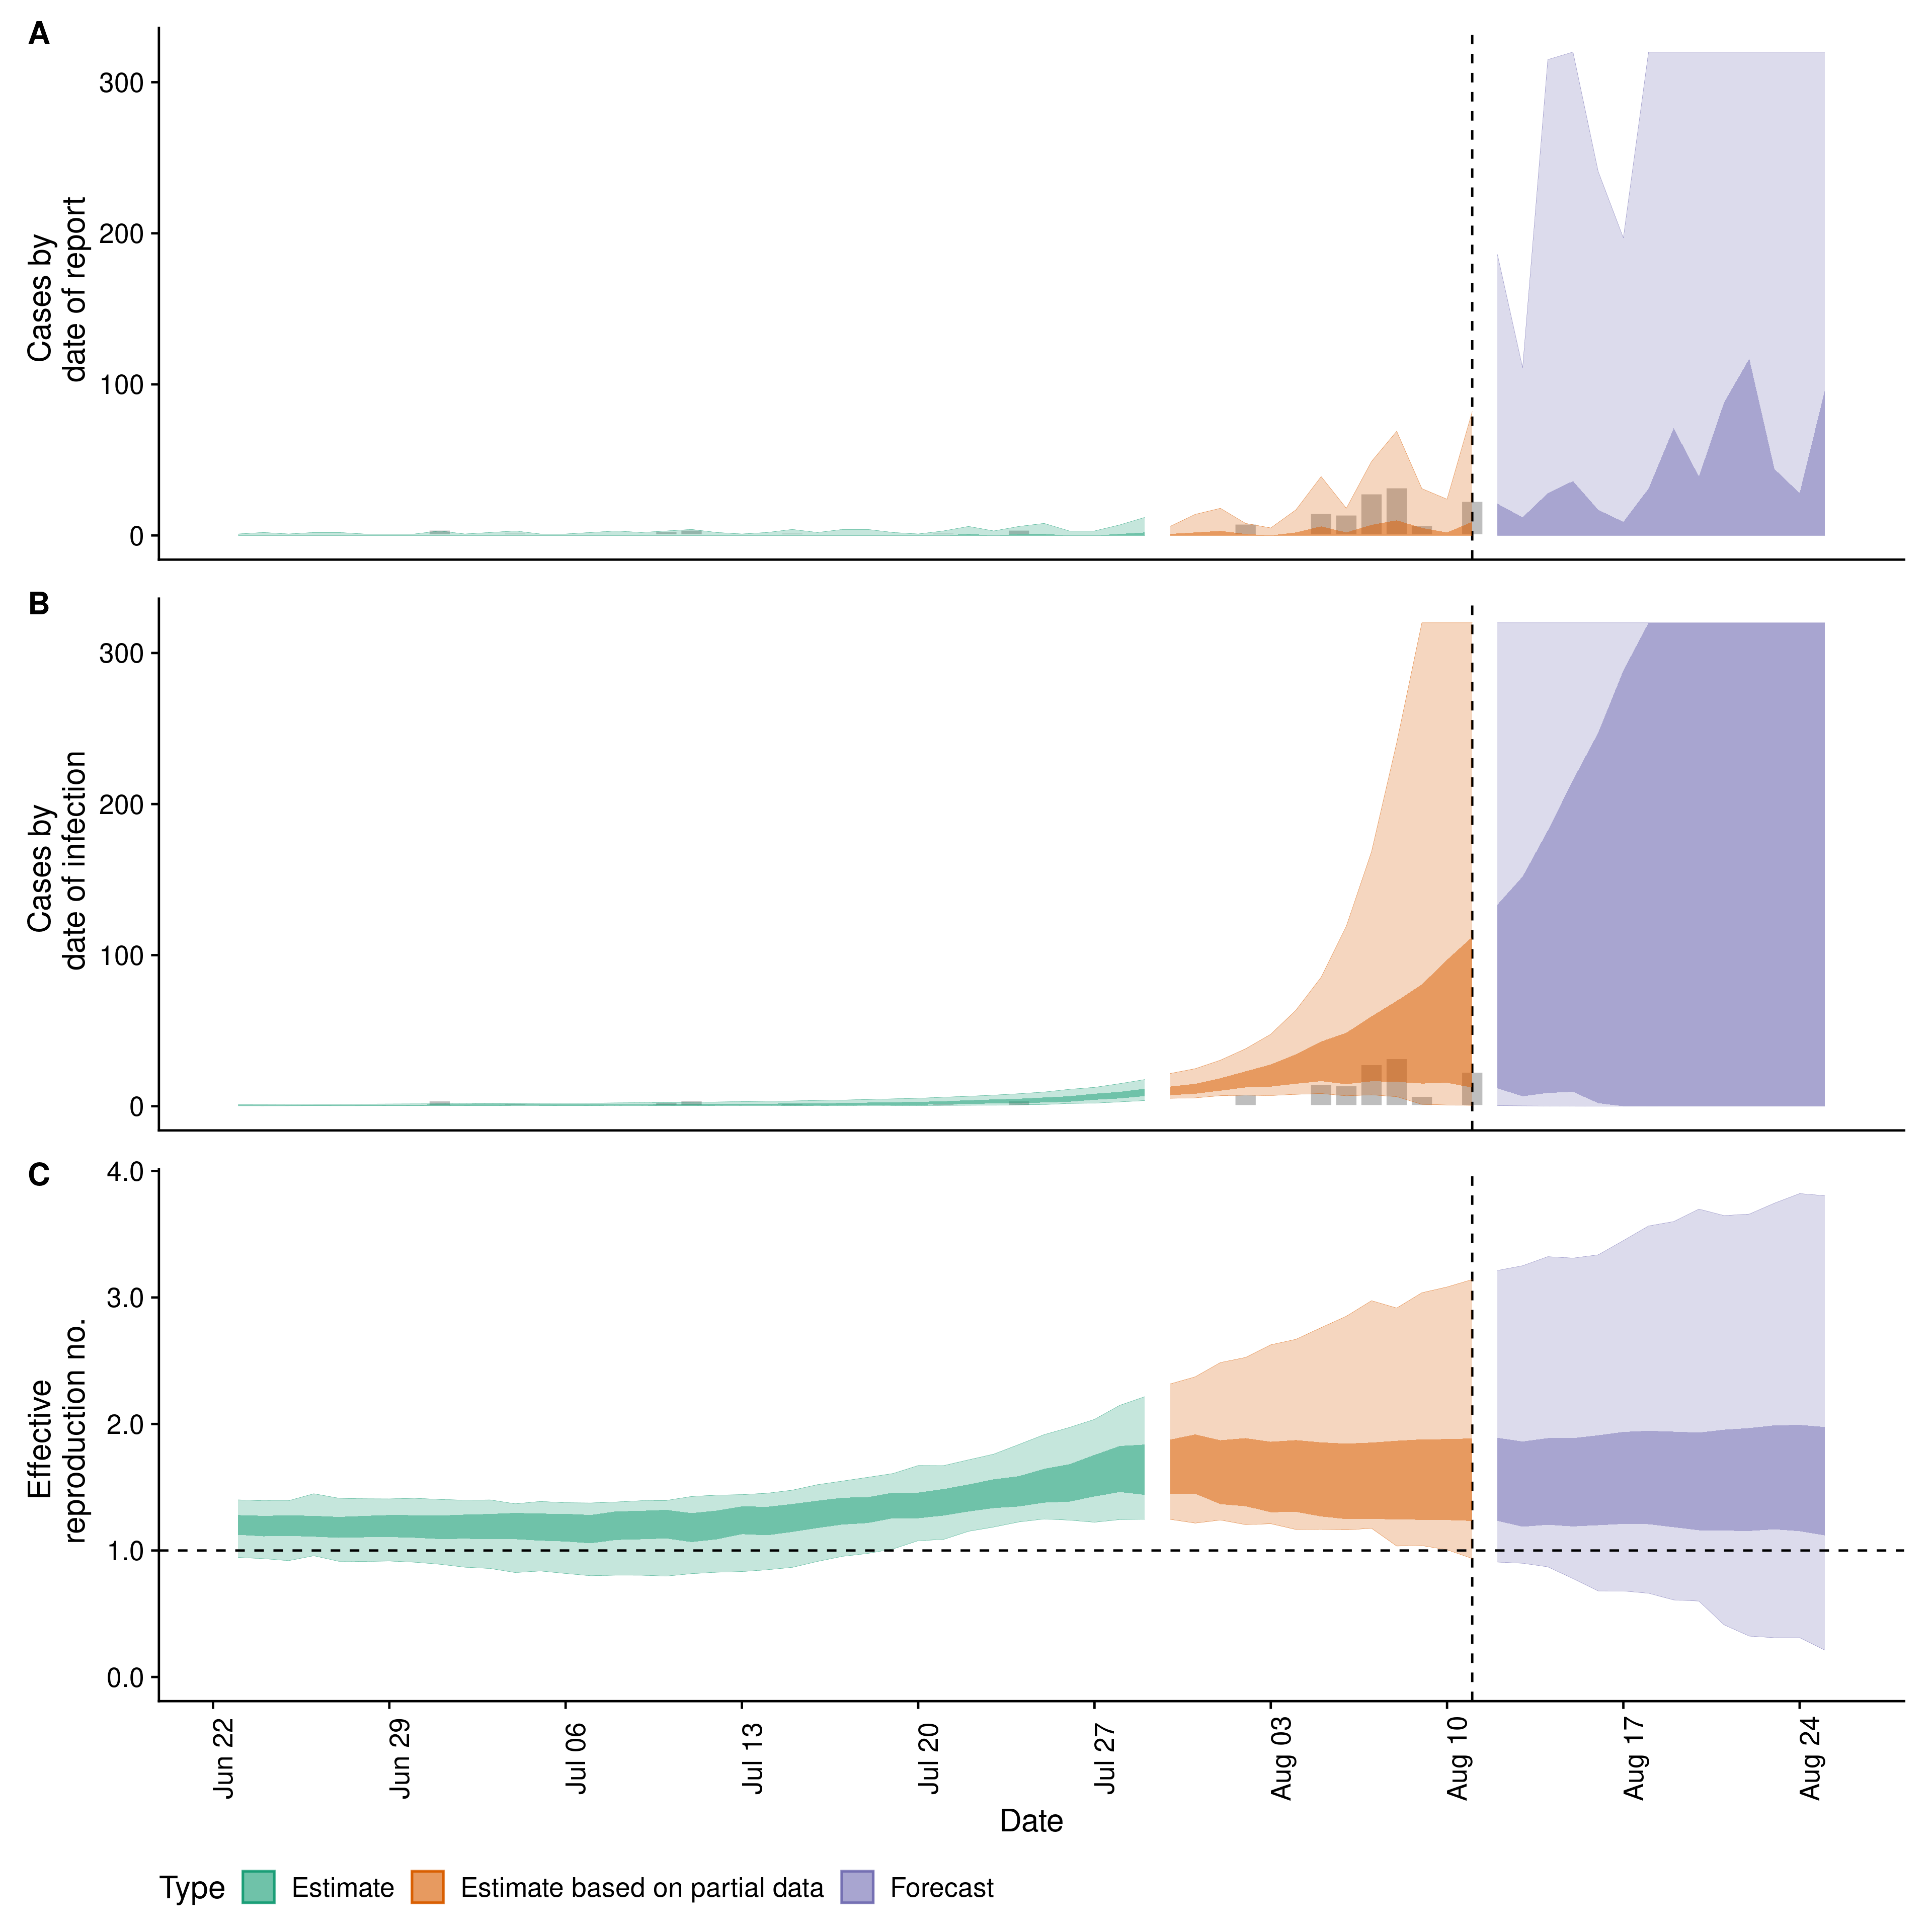 A
Cases by
date of report
300
200
100
0
B
Cases by
date of infection
300
200
100
0
C
Effective
reproduction no.
4.0
3.0
2.0
1.0
0.0
Jun 22
Jun 29
Jul 06
Jul 13
Jul 20
Jul 27
Aug 03
Aug 10
Aug 17
Aug 24
Date
Type Estimate Estimate based on partial data Forecast